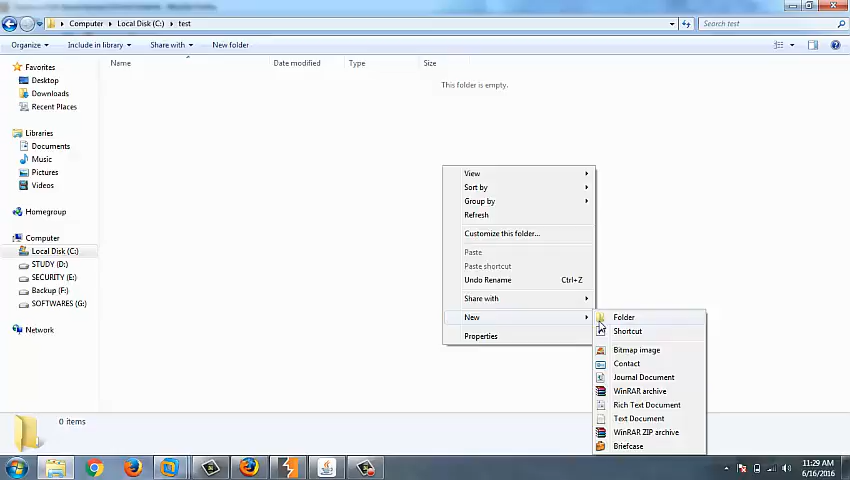 Computer ▸ Local Disk (C:) ▸ test
Search test
Organize
Include in library
Share with
New folder
Name
Date modified
Type
Size
This folder is empty.
Favorites
Desktop
Downloads
Recent Places
Libraries
Documents
Music
Pictures
Videos
Homegroup
Computer
Local Disk (C:)
STUDY (D:)
SECURITY (E:)
Backup (F:)
SOFTWARES (G:)
Network
View
Sort by
Group by
Refresh
Customize this folder...
Paste
Paste shortcut
Undo Rename Ctrl+Z
Share with
New
Properties
Folder
Shortcut
Bitmap image
Contact
Journal Document
WinRAR archive
Rich Text Document
Text Document
WinRAR ZIP archive
Briefcase
0 items
11:29 AM
6/16/2016